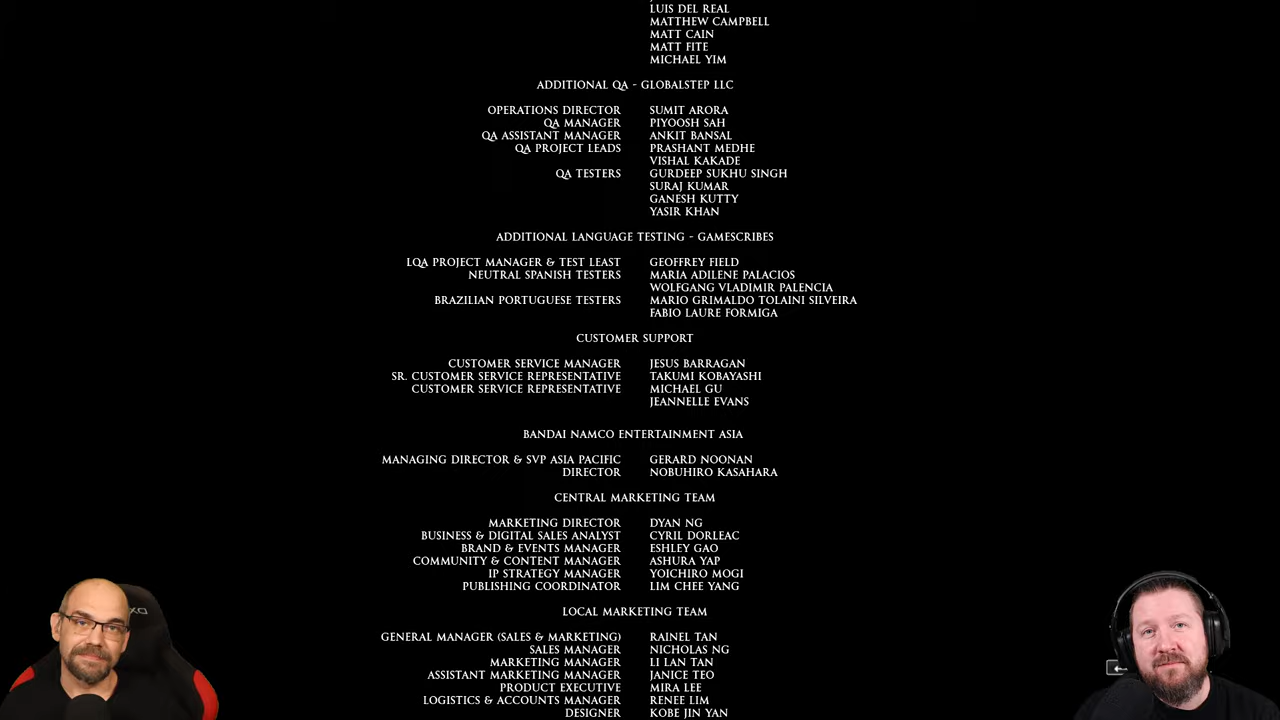 LUIS DEL REAL
MATTHEW CAMPBELL
MATT CAIN
MATT FITE
MICHAEL YIM
ADDITIONAL QA - GLOBALSTEP LLC
OPERATIONS DIRECTOR SUMIT ARORA
QA MANAGER PIYOOSH SAH
QA ASSISTANT MANAGER ANKIT BANSAL
QA PROJECT LEADS PRASHANT MEDHE
VISHAL KAKADE
QA TESTERS GURDEEP SUKHU SINGH
SURAJ KUMAR
GANESH KUTTY
YASIR KHAN
ADDITIONAL LANGUAGE TESTING - GAMESCRIBES
LQA PROJECT MANAGER & TEST LEAST GEOFFREY FIELD
NEUTRAL SPANISH TESTERS MARIA ADILENE PALACIOS
WOLFGANG VLADIMIR PALENCIA
BRAZILIAN PORTUGUESE TESTERS MARIO GRIMALDO TOLAINI SILVEIRA
FABIO LAURE FORMIGA
CUSTOMER SUPPORT
CUSTOMER SERVICE MANAGER JESUS BARRAGAN
SR. CUSTOMER SERVICE REPRESENTATIVE TAKUMI KOBAYASHI
CUSTOMER SERVICE REPRESENTATIVE MICHAEL GU
JEANNELLE EVANS
BANDAI NAMCO ENTERTAINMENT ASIA
MANAGING DIRECTOR & SVP ASIA PACIFIC GERARD NOONAN
DIRECTOR NOBUHIRO KASAHARA
CENTRAL MARKETING TEAM
MARKETING DIRECTOR DYAN NG
BUSINESS & DIGITAL SALES ANALYST CYRIL DORLEAC
BRAND & EVENTS MANAGER ESHLEY GAO
COMMUNITY & CONTENT MANAGER ASHURA YAP
IP STRATEGY MANAGER YOICHIRO MOGI
PUBLISHING COORDINATOR LIM CHEE YANG
LOCAL MARKETING TEAM
GENERAL MANAGER (SALES & MARKETING) RAINEL TAN
SALES MANAGER NICHOLAS NG
MARKETING MANAGER LI LAN TAN
ASSISTANT MARKETING MANAGER JANICE TEO
PRODUCT EXECUTIVE MIRA LEE
LOGISTICS & ACCOUNTS MANAGER RENEE LIM
DESIGNER KOBE JIN YAN